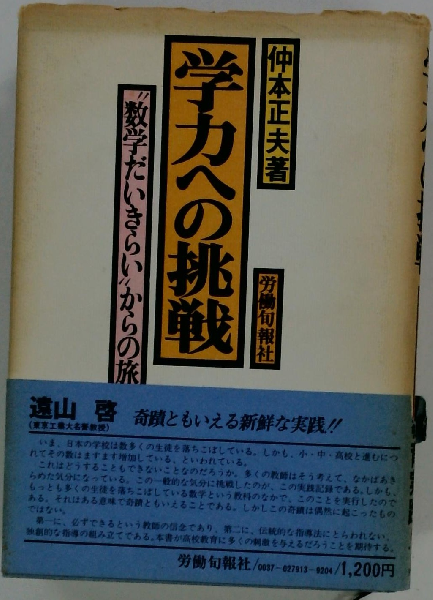 仲本正夫著
学力への挑戦
"数学だいきらい"からの旅
労働旬報社
遠山 啓
(東京工業大名誉教授)
奇蹟ともいえる新鮮な実践!!
いま、日本の学校は数多くの生徒を落ちこぼしている。しかも、小・中・高校と進むにつ
れてその数はますます増加している、といわれている。
これはどうすることもできないことなのだろうか。多くの教師はそう考えて、なかばあき
らめた気分になっている。この一般的な気分に挑戦したのが、この実践記録である。しかも、
もっとも多くの生徒を落ちこぼしている数学という教科のなかで、このことを実行したので
ある。それはある意味で奇蹟ともいえることである。しかしこの奇蹟は偶然に起こったもの
ではない。
第一に、必ずできるという教師の信念であり、第二に、伝統的な指導法にとらわれない、
独創的な指導の組み立てである。本書が高校教育に多くの刺激を与えるだろうことを期待する。
労働旬報社/0037-027813-9204/1,200円